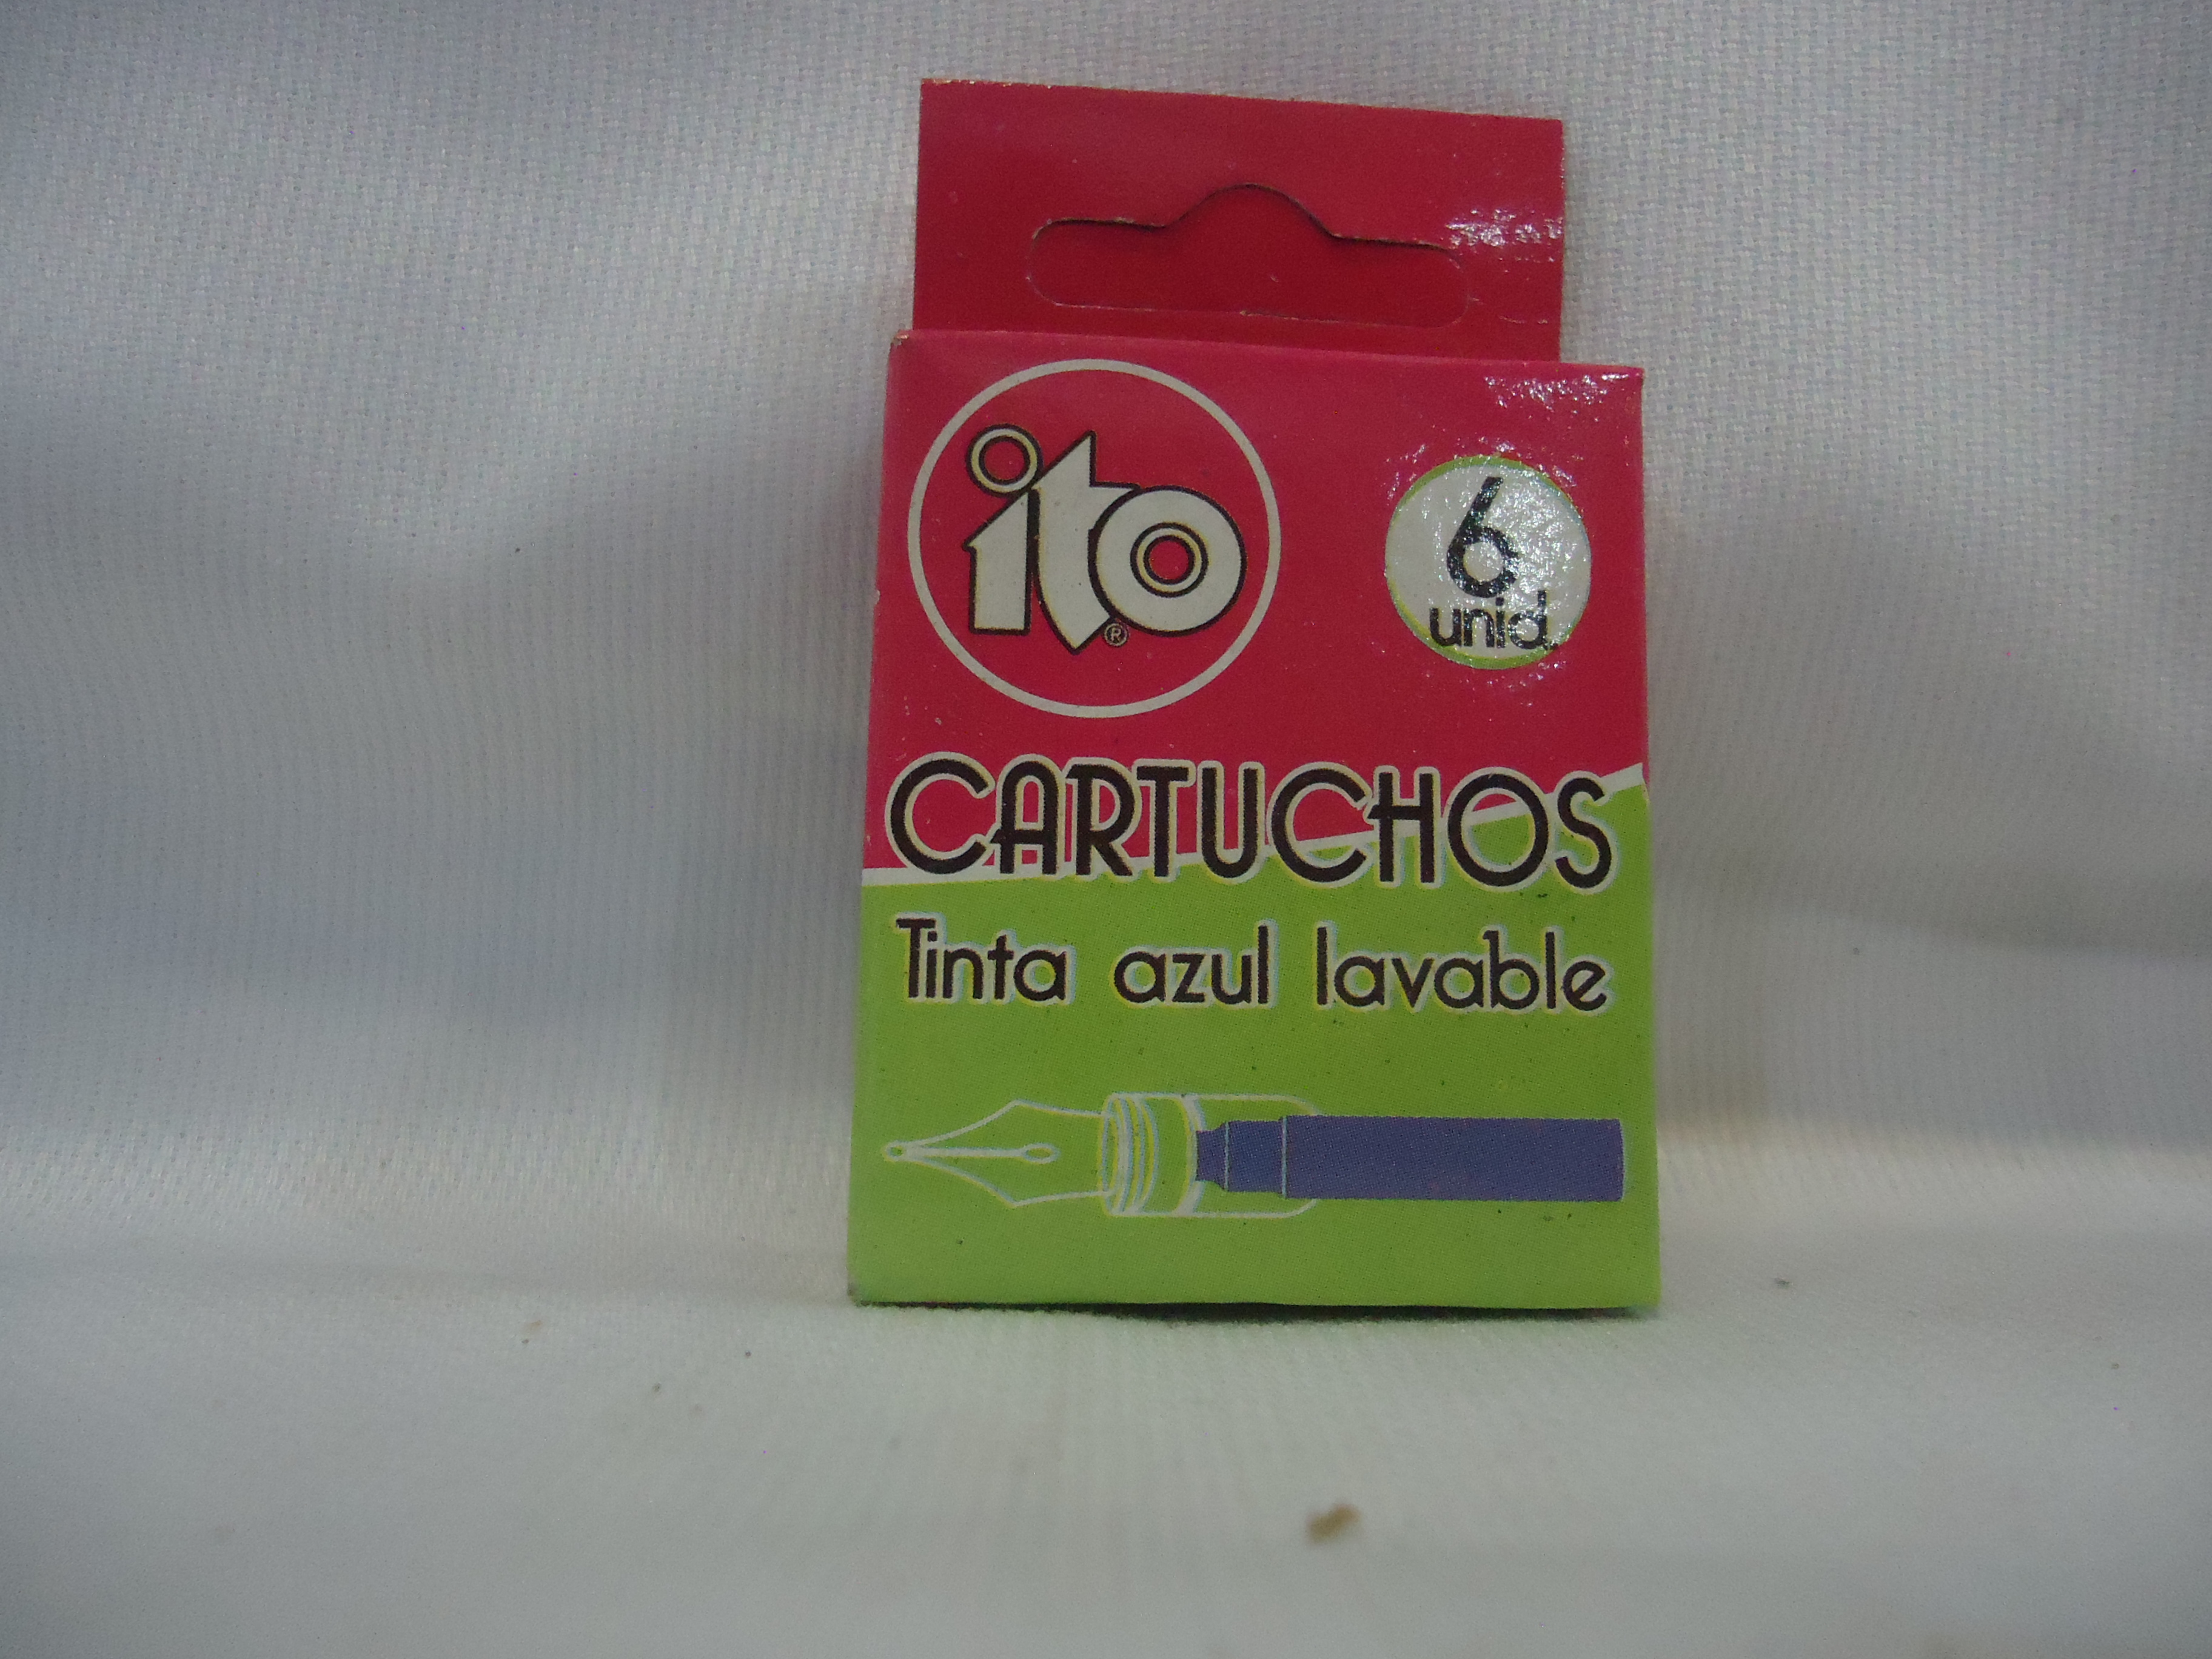 ito®
6
unid.
CARTUCHOS
Tinta azul lavable